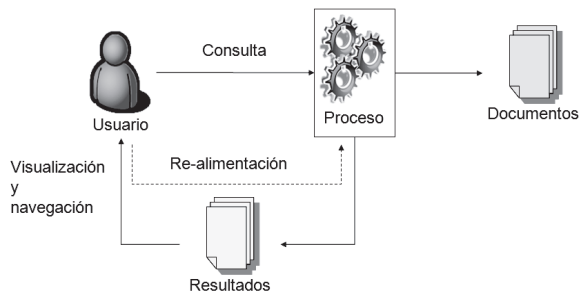 Consulta
Usuario
Proceso
Documentos
Re-alimentación
Visualización
y
navegación
Resultados